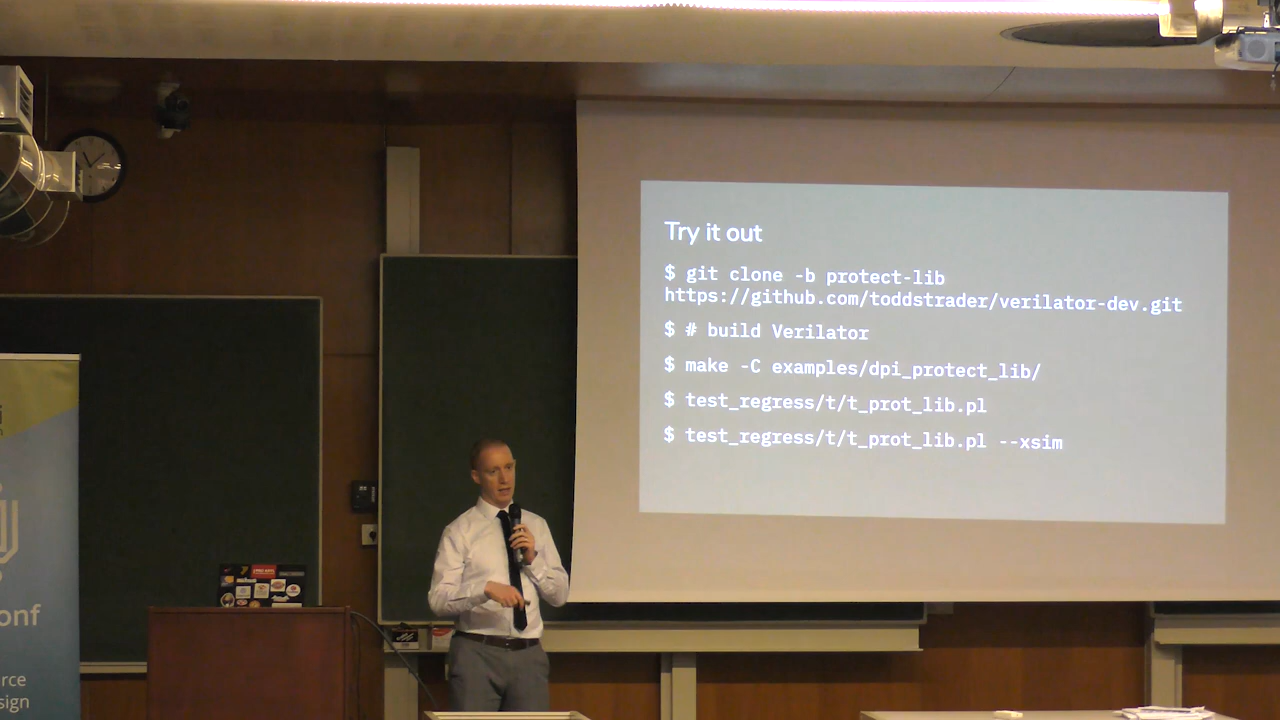 Try it out
$ git clone -b protect-lib
https://github.com/toddstrader/verilator-dev.git
$ # build Verilator
$ make -C examples/dpi_protect_lib/
$ test_regress/t/t_prot_lib.pl
$ test_regress/t/t_prot_lib.pl --xsim
onf
rce
sign